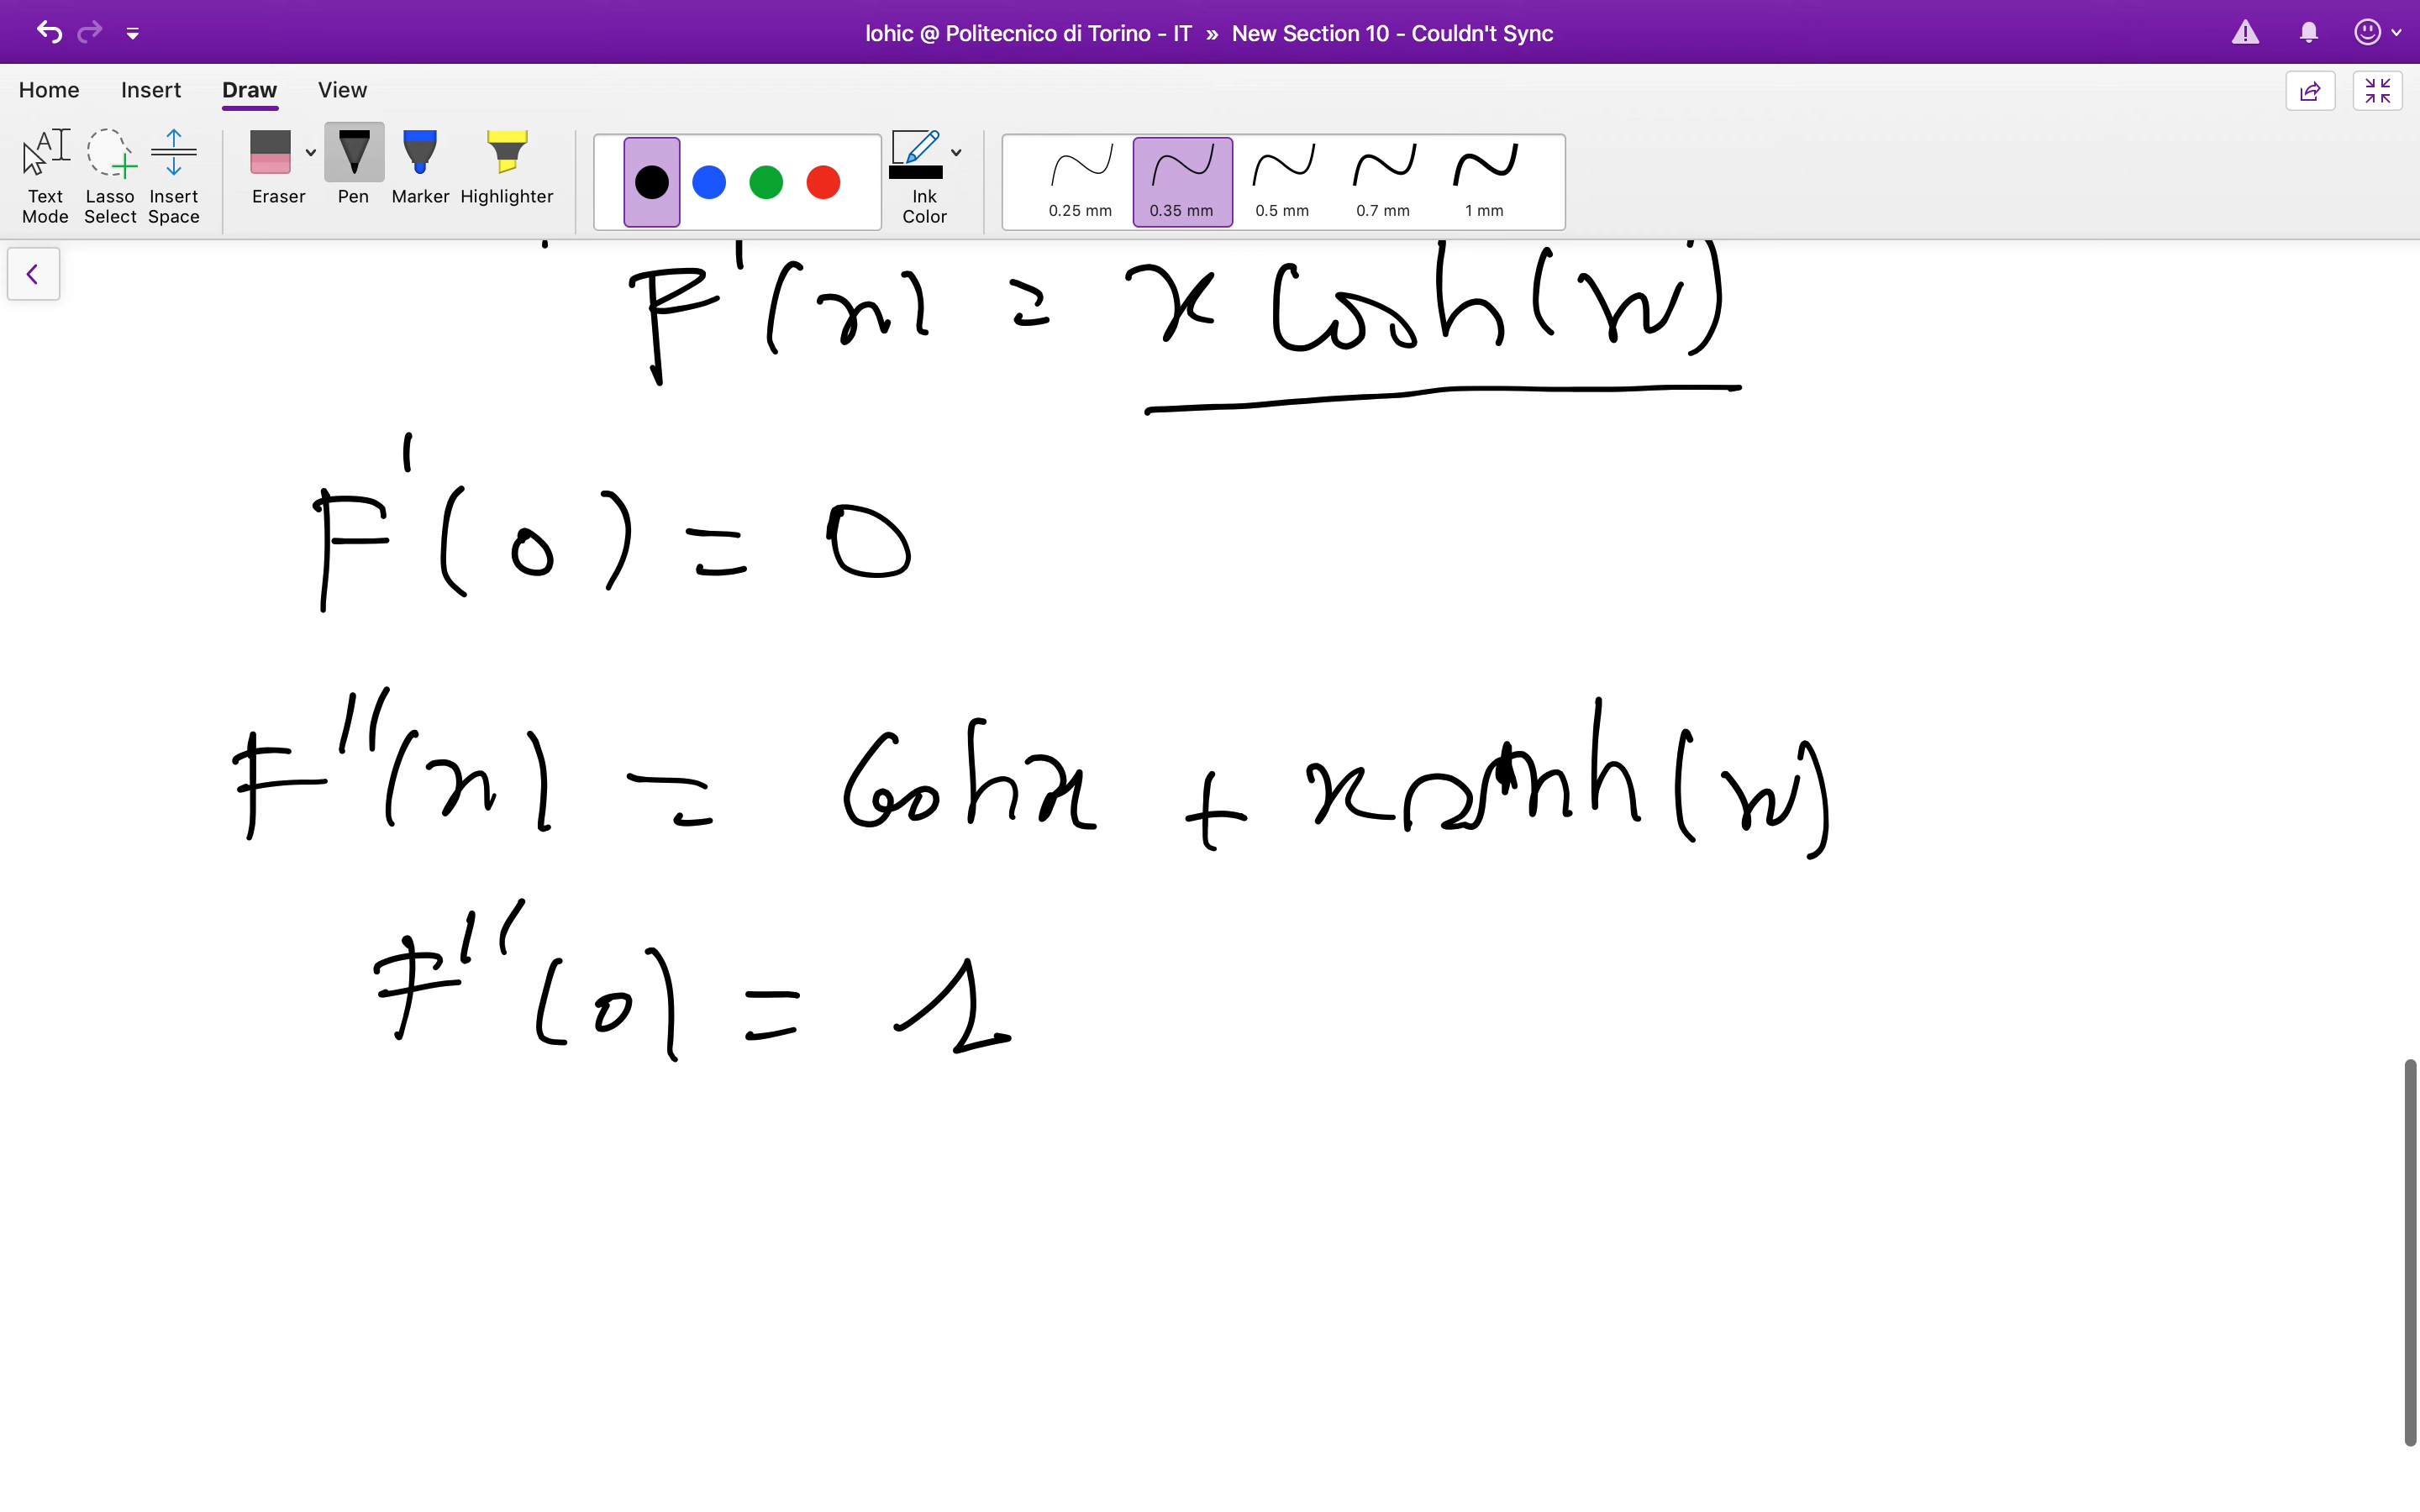 lohic @ Politecnico di Torino - IT » New Section 10 - Couldn't Sync
Home Insert Draw View
Text Mode Lasso Select Insert Space Eraser Pen Marker Highlighter Ink Color 0.25 mm 0.35 mm 0.5 mm 0.7 mm 1 mm
F'(x) = x cosh(x)
F'(0) = 0
F''(x) = cosh x + x sinh(x)
F''(0) = 1